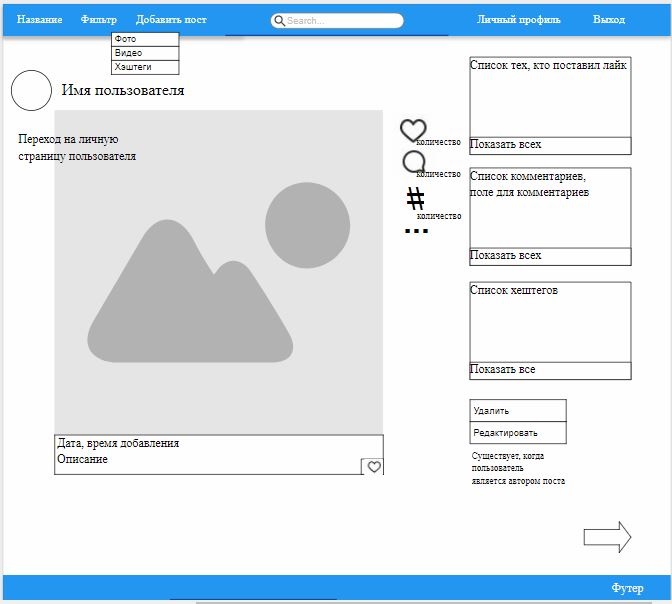 Название Фильтр Добавить пост Search... Личный профиль Выход
Фото
Видео
Хэштеги
Имя пользователя
Переход на личную
страницу пользователя
количество
количество
#
количество
...
Список тех, кто поставил лайк
Показать всех
Список комментариев,
поле для комментариев
Показать всех
Список хештегов
Показать все
Удалить
Редактировать
Существует, когда
пользователь
является автором поста
Дата, время добавления
Описание
Футер